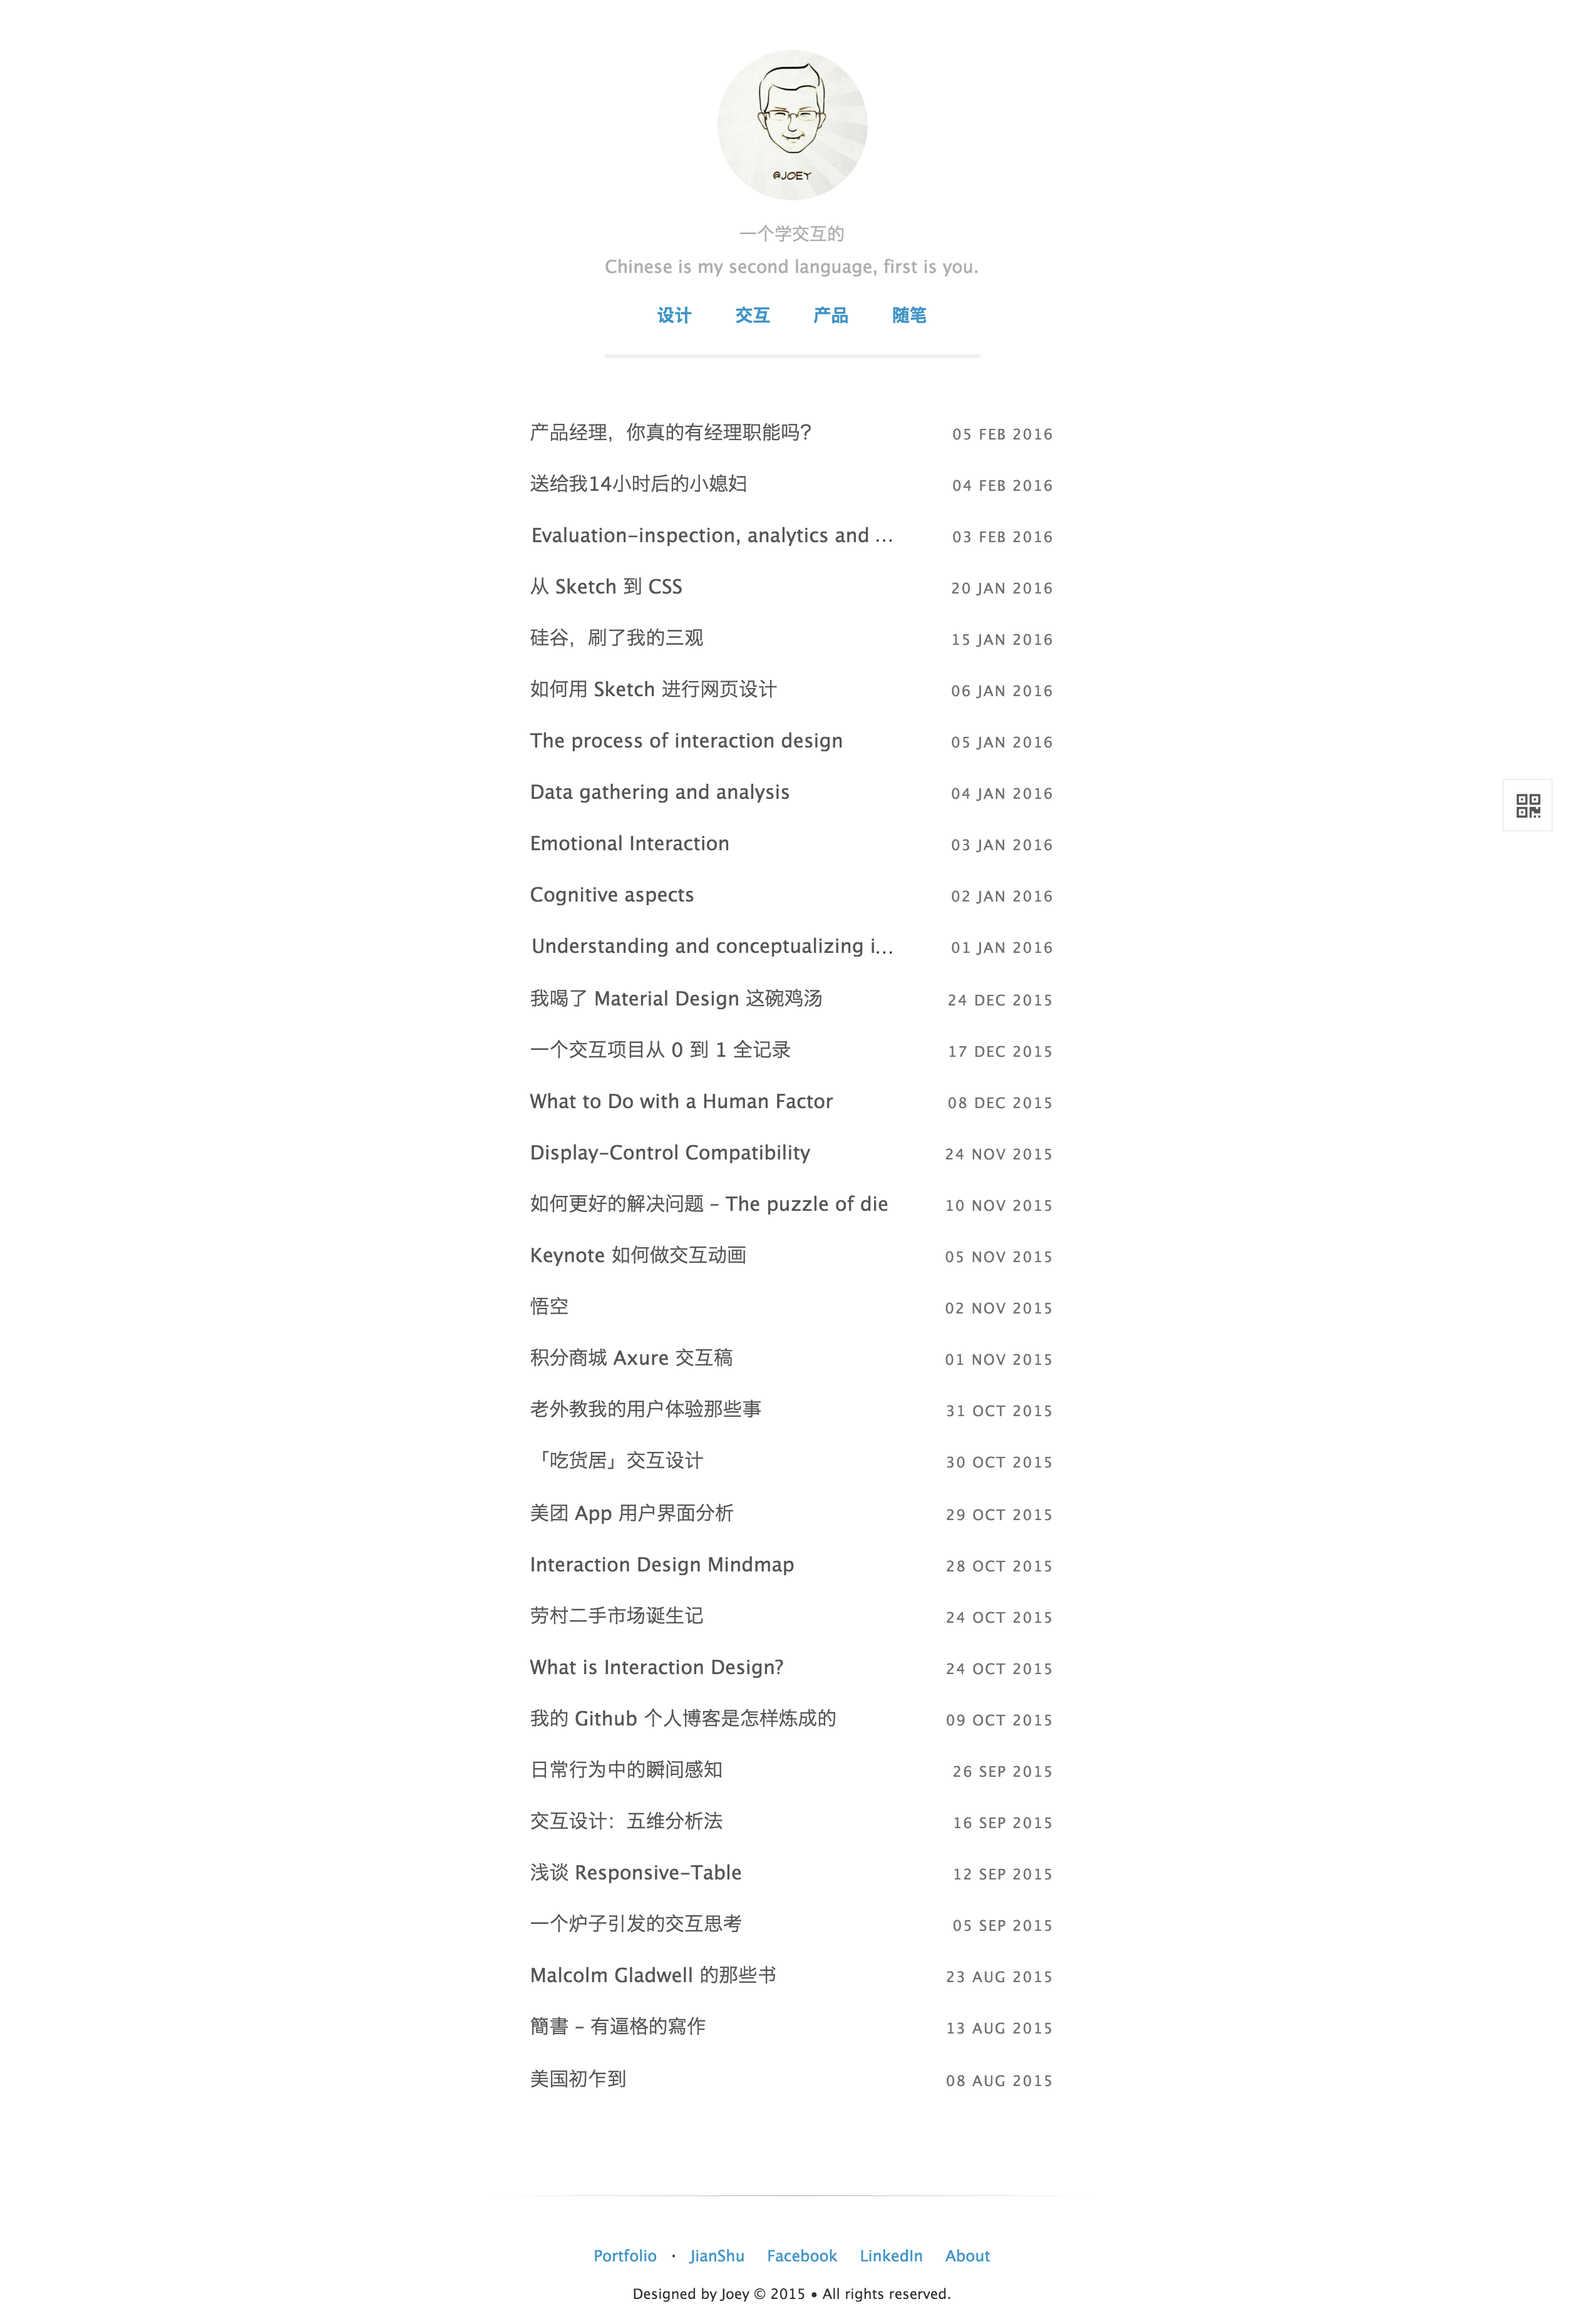 @JOEY
一个学交互的
Chinese is my second language, first is you.
设计 交互 产品 随笔
产品经理，你真的有经理职能吗？ 05 FEB 2016
送给我14小时后的小媳妇 04 FEB 2016
Evaluation-inspection, analytics and ... 03 FEB 2016
从 Sketch 到 CSS 20 JAN 2016
硅谷，刷了我的三观 15 JAN 2016
如何用 Sketch 进行网页设计 06 JAN 2016
The process of interaction design 05 JAN 2016
Data gathering and analysis 04 JAN 2016
Emotional Interaction 03 JAN 2016
Cognitive aspects 02 JAN 2016
Understanding and conceptualizing i... 01 JAN 2016
我喝了 Material Design 这碗鸡汤 24 DEC 2015
一个交互项目从 0 到 1 全记录 17 DEC 2015
What to Do with a Human Factor 08 DEC 2015
Display-Control Compatibility 24 NOV 2015
如何更好的解决问题 - The puzzle of die 10 NOV 2015
Keynote 如何做交互动画 05 NOV 2015
悟空 02 NOV 2015
积分商城 Axure 交互稿 01 NOV 2015
老外教我的用户体验那些事 31 OCT 2015
「吃货居」交互设计 30 OCT 2015
美团 App 用户界面分析 29 OCT 2015
Interaction Design Mindmap 28 OCT 2015
劳村二手市场诞生记 24 OCT 2015
What is Interaction Design? 24 OCT 2015
我的 Github 个人博客是怎样炼成的 09 OCT 2015
日常行为中的瞬间感知 26 SEP 2015
交互设计：五维分析法 16 SEP 2015
浅谈 Responsive-Table 12 SEP 2015
一个炉子引发的交互思考 05 SEP 2015
Malcolm Gladwell 的那些书 23 AUG 2015
簡書 - 有逼格的寫作 13 AUG 2015
美国初乍到 08 AUG 2015
Portfolio · JianShu Facebook LinkedIn About
Designed by Joey © 2015 • All rights reserved.